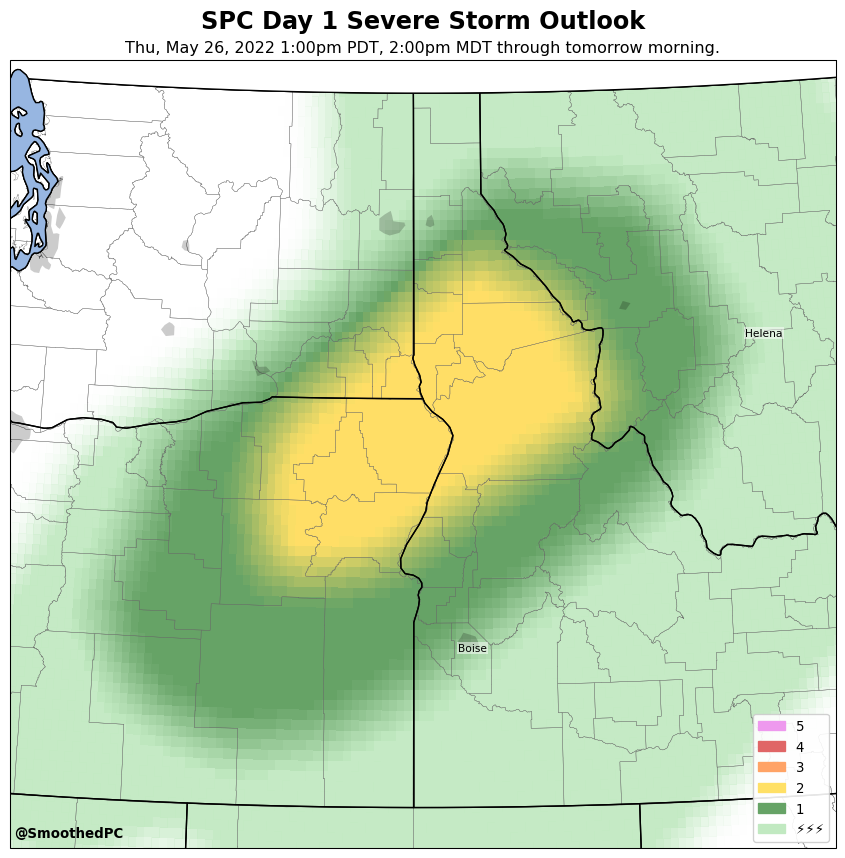 SPC Day 1 Severe Storm Outlook
Thu, May 26, 2022 1:00pm PDT, 2:00pm MDT through tomorrow morning.
Helena
Boise
5
4
3
2
1
⚡⚡⚡
@SmoothedPC